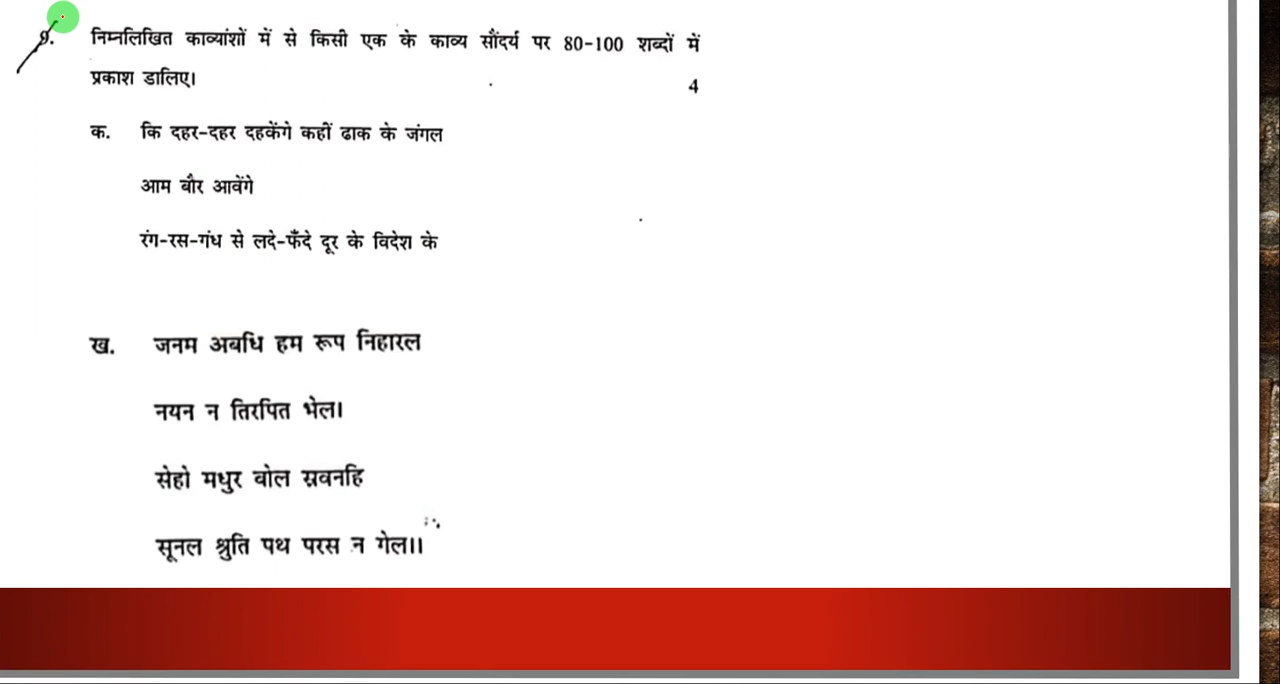 9. निम्नलिखित काव्यांशों में से किसी एक के काव्य सौंदर्य पर 80-100 शब्दों में
प्रकाश डालिए।
4
क. कि दहर-दहर दहकेंगे कहीं ढाक के जंगल
आम बौर आवेंगे
रंग-रस-गंध से लदे-फँदे दूर के विदेश के
ख. जनम अबधि हम रूप निहारल
नयन न तिरपित भेल।
सेहो मधुर बोल स्रवनहि
सूनल श्रुति पथ परस न गेल।।